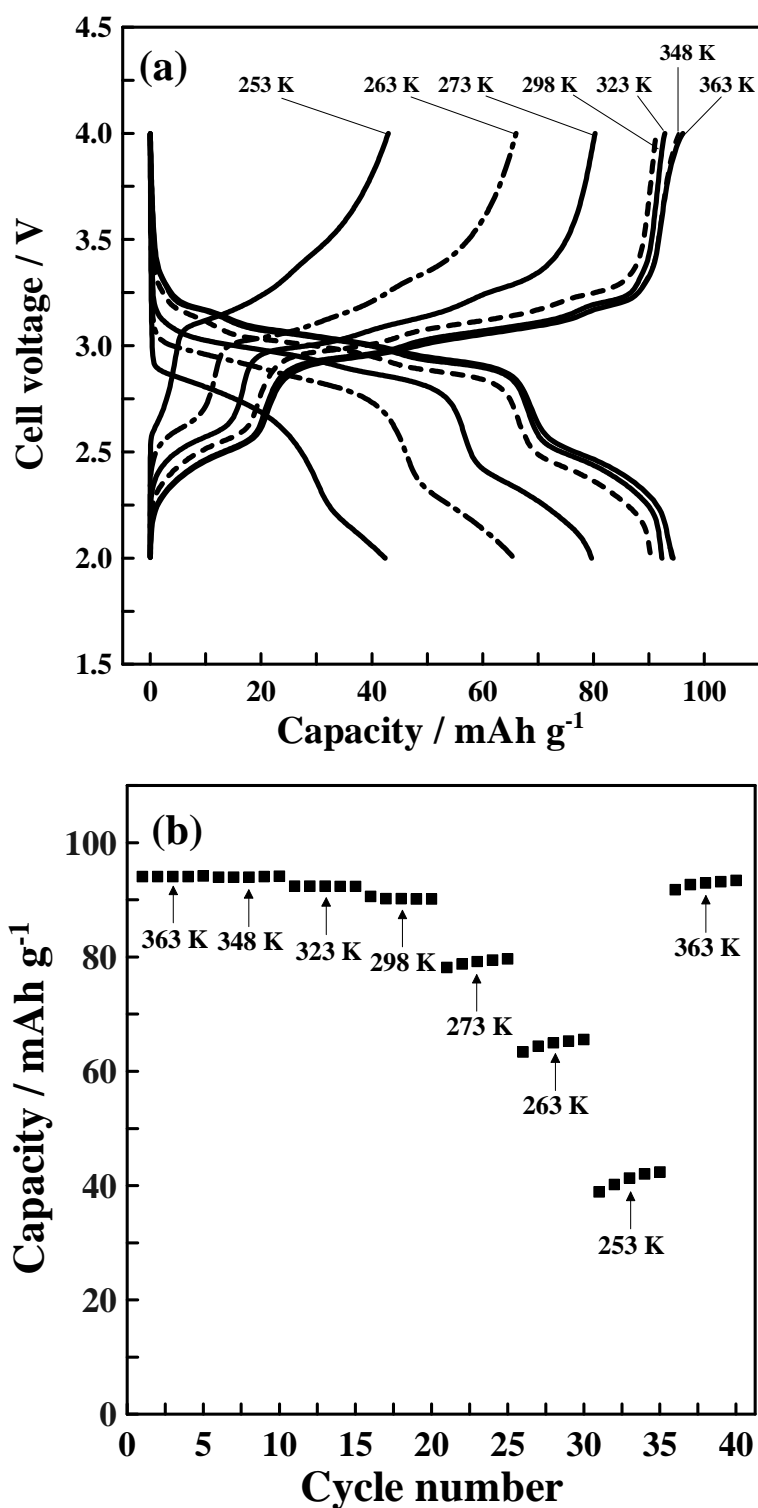 (a)
348 K
253 K 263 K 273 K 298 K 323 K 363 K
4.5
4.0
3.5
3.0
2.5
2.0
1.5
Cell voltage / V
0 20 40 60 80 100
Capacity / mAh g-1
(b)
100
80
60
40
20
0
Capacity / mAh g-1
363 K
348 K
323 K
298 K
273 K
263 K
253 K
363 K
0 5 10 15 20 25 30 35 40
Cycle number